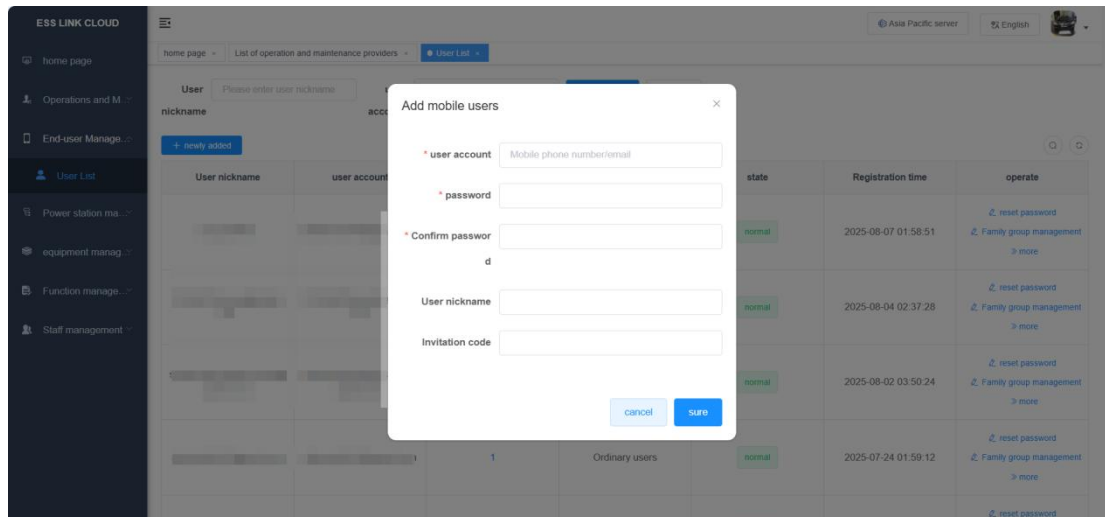 ESS LINK CLOUD
Asia Pacific server
English
home page
List of operation and maintenance providers
User List
home page
Operations and M...
End-user Manage...
User List
Power station ma...
equipment manag...
Function manage...
Staff management
User
nickname
Please enter user nickname
acco
+ newly added
User nickname
user account
state
Registration time
operate
normal
2025-08-07 01:58:51
reset password
Family group management
more
normal
2025-08-04 02:37:28
reset password
Family group management
more
normal
2025-08-02 03:50:24
reset password
Family group management
more
1
Ordinary users
normal
2025-07-24 01:59:12
reset password
Family group management
more
reset password
Add mobile users
* user account
Mobile phone number/email
* password
* Confirm passwor
d
User nickname
Invitation code
cancel
sure